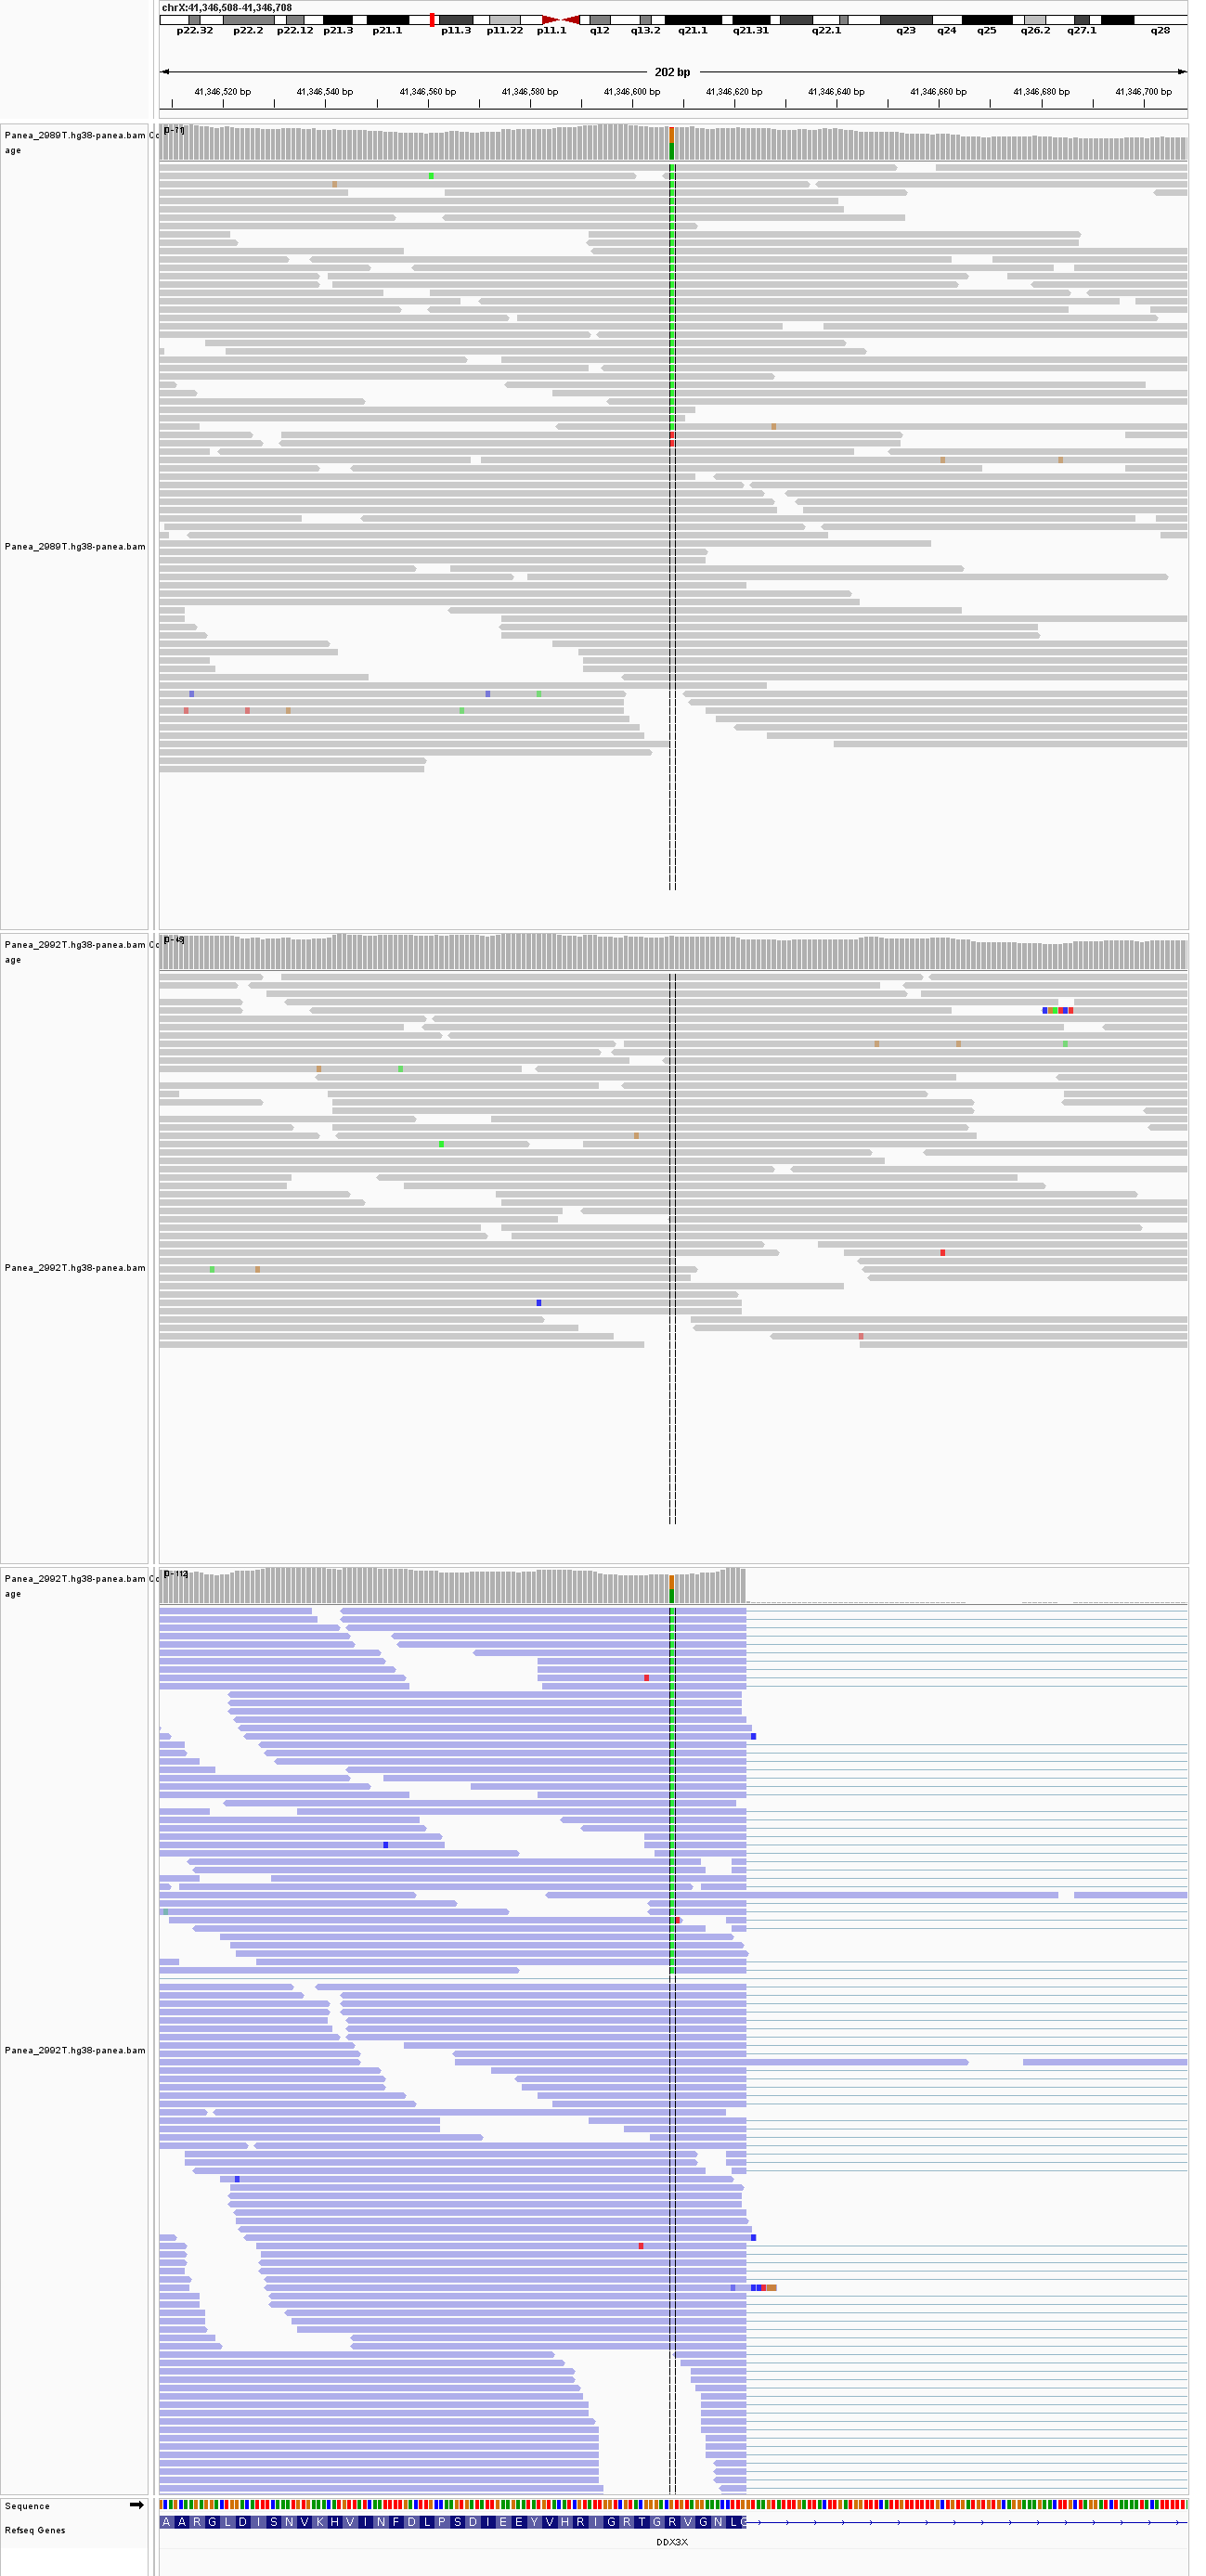 chrX:41,346,508-41,346,708
p22.32 p22.2 p22.12 p21.3 p21.1 p11.3 p11.22 p11.1 q12 q13.2 q21.1 q21.31 q22.1 q23 q24 q25 q26.2 q27.1 q28
202 bp
41,346,520 bp 41,346,540 bp 41,346,560 bp 41,346,580 bp 41,346,600 bp 41,346,620 bp 41,346,640 bp 41,346,660 bp 41,346,680 bp 41,346,700 bp
Panea_2989T.hg38-panea.bam
age
Panea_2989T.hg38-panea.bam
Panea_2992T.hg38-panea.bam
age
Panea_2992T.hg38-panea.bam
Panea_2992T.hg38-panea.bam
age
Panea_2992T.hg38-panea.bam
Sequence
Refseq Genes
A A R G L D I S N V K H V I N F D L P S D I E E Y V H R I G R T G R V G N L G
DDX3X